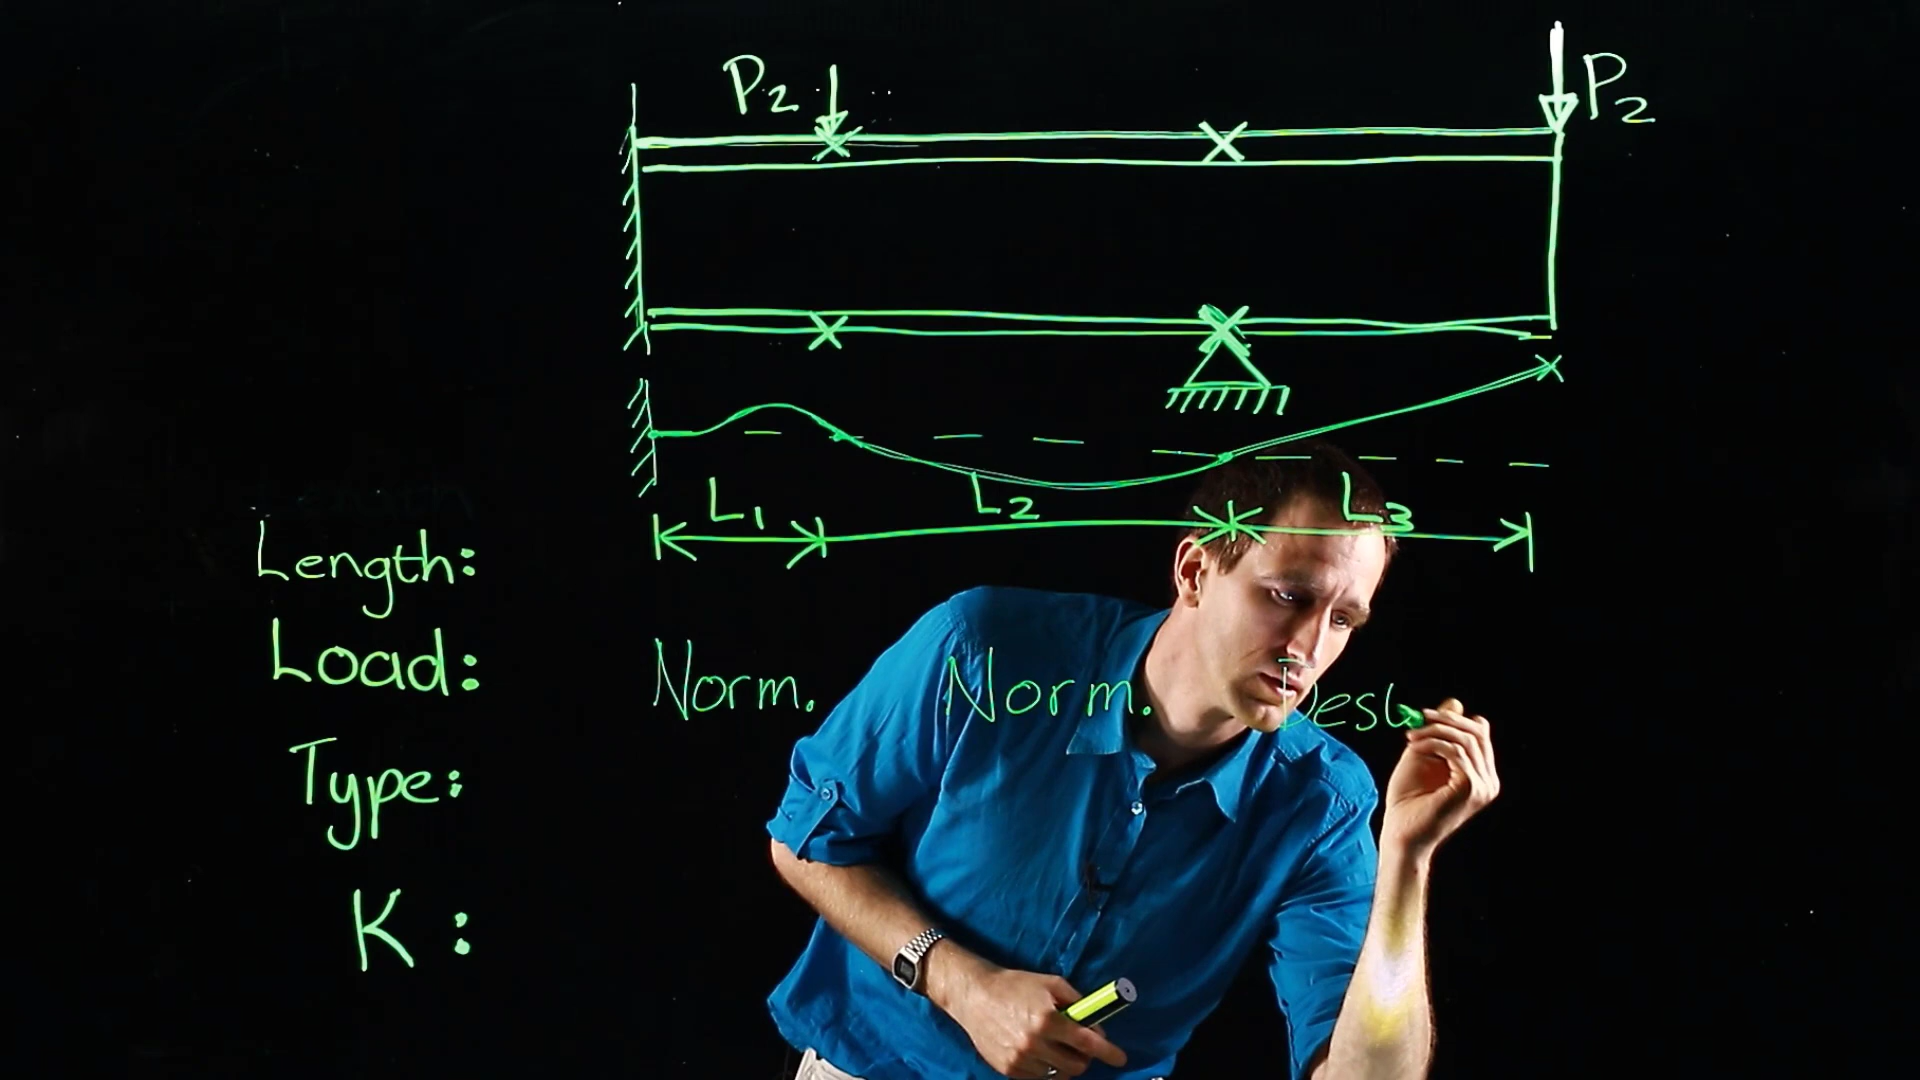 P2
P2
L1 L2 L3
Length:
Load: Norm. Norm.
Type:
K :